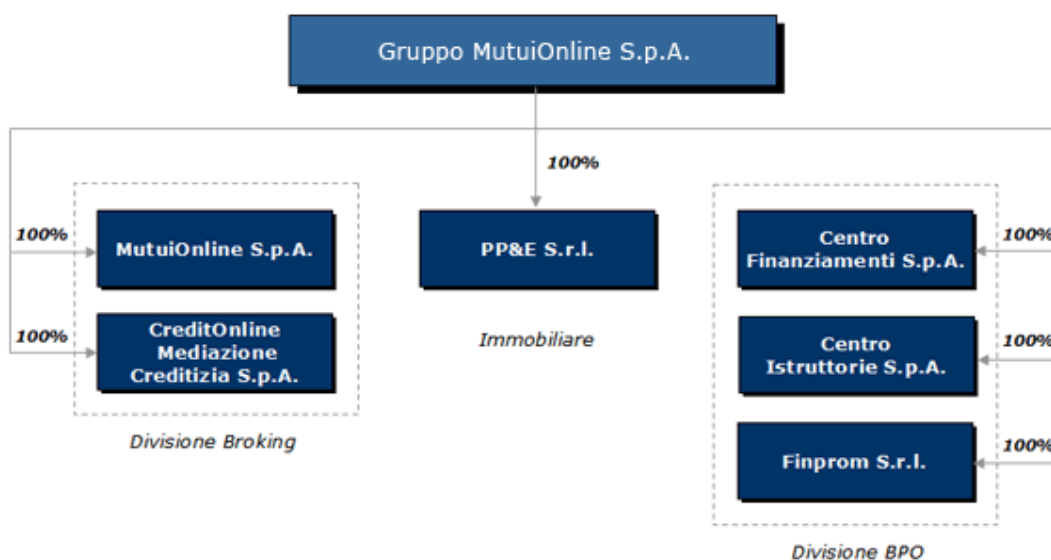 Gruppo MutuiOnline S.p.A.
100%
100%
MutuiOnline S.p.A.
100%
CreditOnline
Mediazione
Creditizia S.p.A.
Divisione Broking
PP&E S.r.l.
Immobiliare
Centro
Finanziamenti S.p.A.
100%
Centro
Istruttorie S.p.A.
100%
Finprom S.r.l.
100%
Divisione BPO